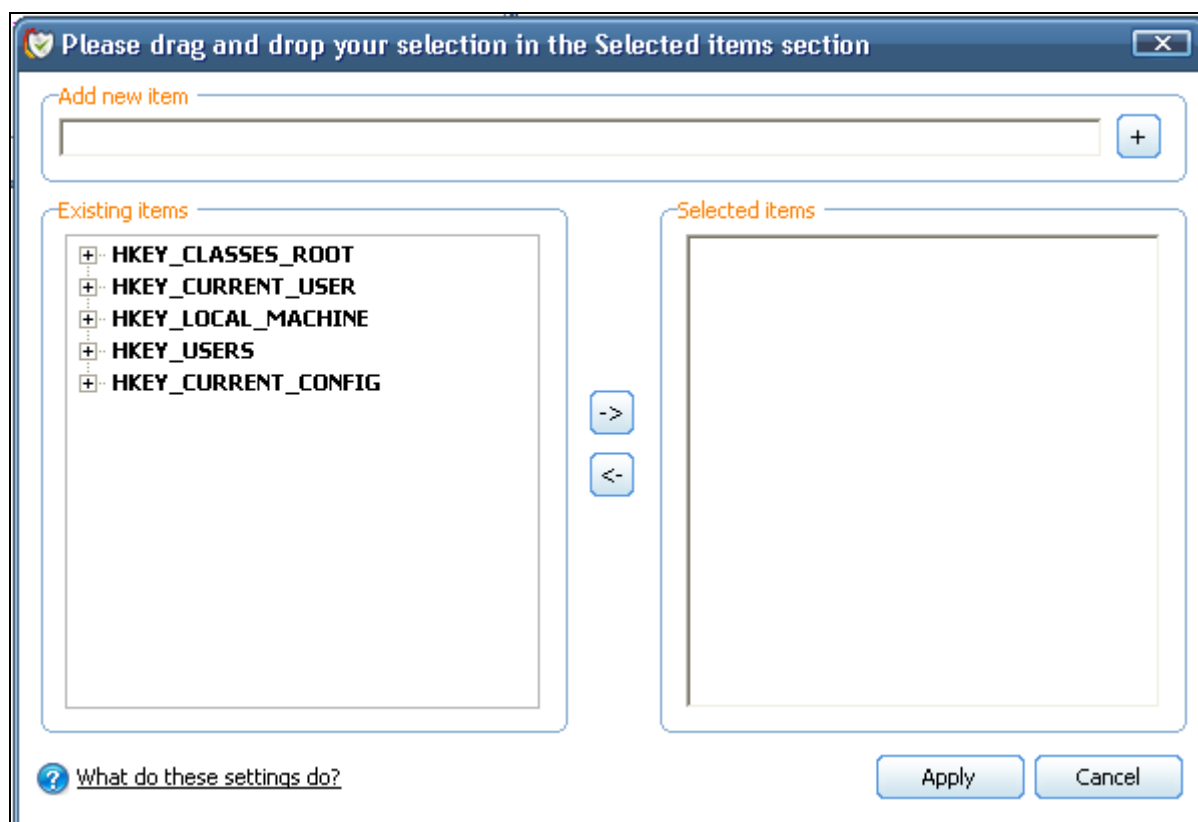 Please drag and drop your selection in the Selected items section
Add new item
+
Existing items
HKEY_CLASSES_ROOT
HKEY_CURRENT_USER
HKEY_LOCAL_MACHINE
HKEY_USERS
HKEY_CURRENT_CONFIG
->
<-
Selected items
What do these settings do?
Apply
Cancel